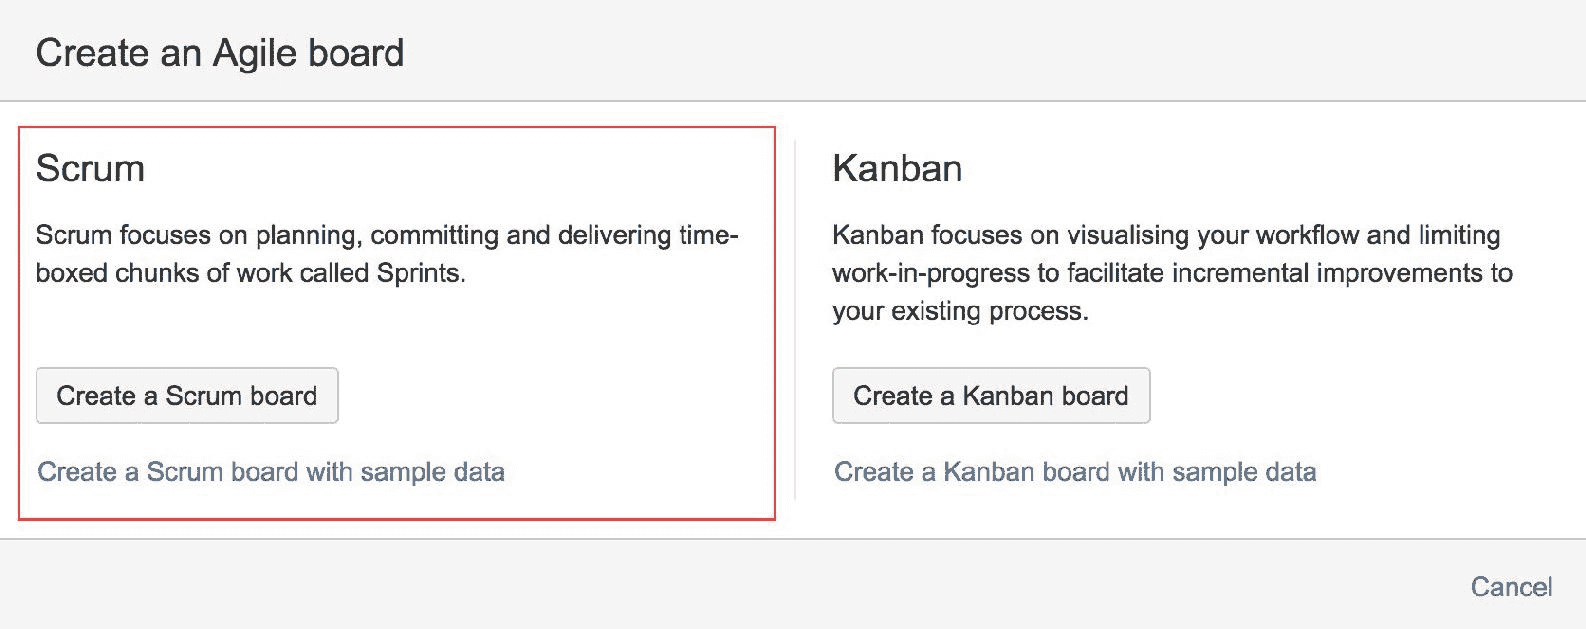 Create an Agile board
Scrum
Scrum focuses on planning, committing and delivering time-
boxed chunks of work called Sprints.
Create a Scrum board
Create a Scrum board with sample data
Kanban
Kanban focuses on visualising your workflow and limiting
work-in-progress to facilitate incremental improvements to
your existing process.
Create a Kanban board
Create a Kanban board with sample data
Cancel